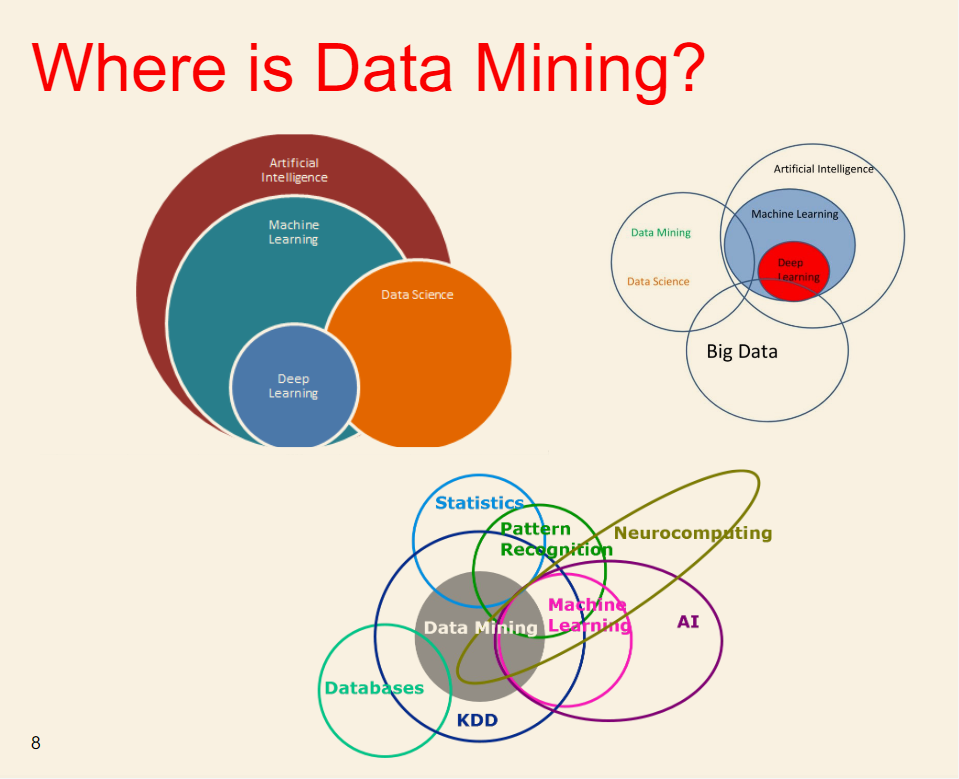 Where is Data Mining?
Artificial
Intelligence
Machine
Learning
Data Science
Deep
Learning
Artificial Intelligence
Machine Learning
Data Mining
Deep
Learning
Data Science
Big Data
Statistics
Pattern
Recognition
Neurocomputing
Machine
Learning
AI
Data Mining
Databases
KDD
8